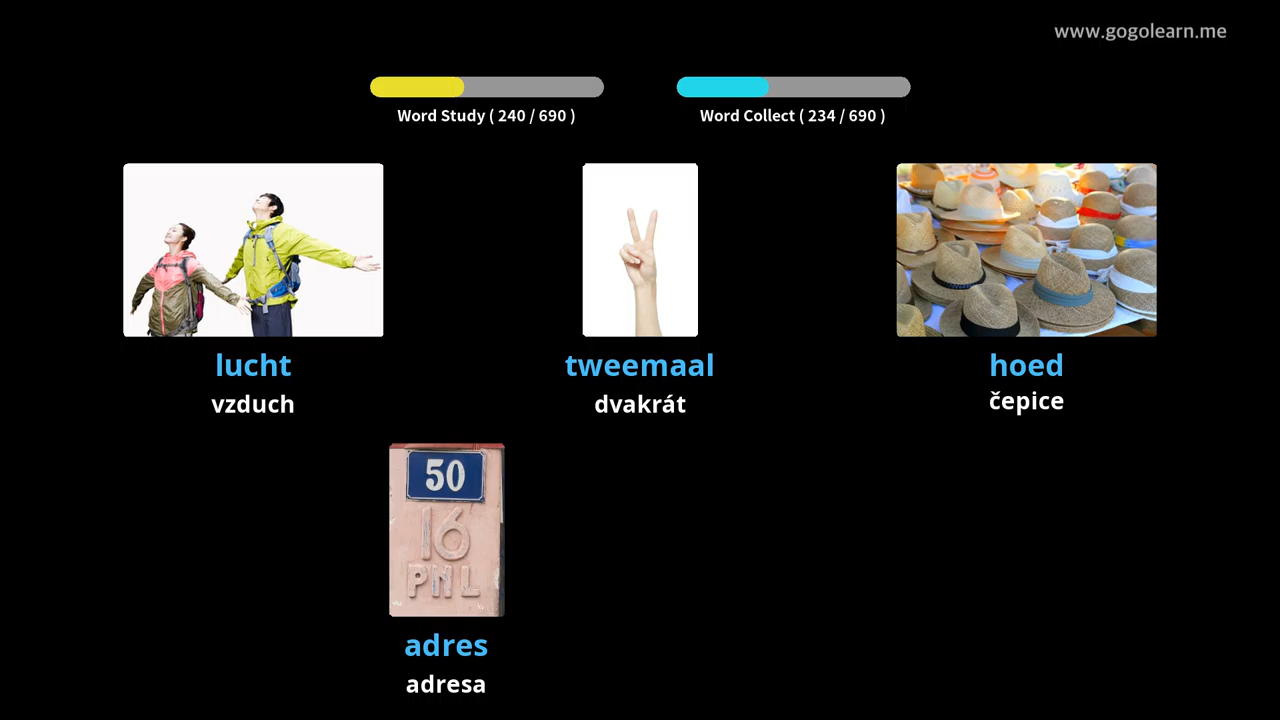 www.gogolearn.me
Word Study ( 240 / 690 )
Word Collect ( 234 / 690 )
lucht
vzduch
tweemaal
dvakrát
hoed
čepice
50
16
PNL
adres
adresa